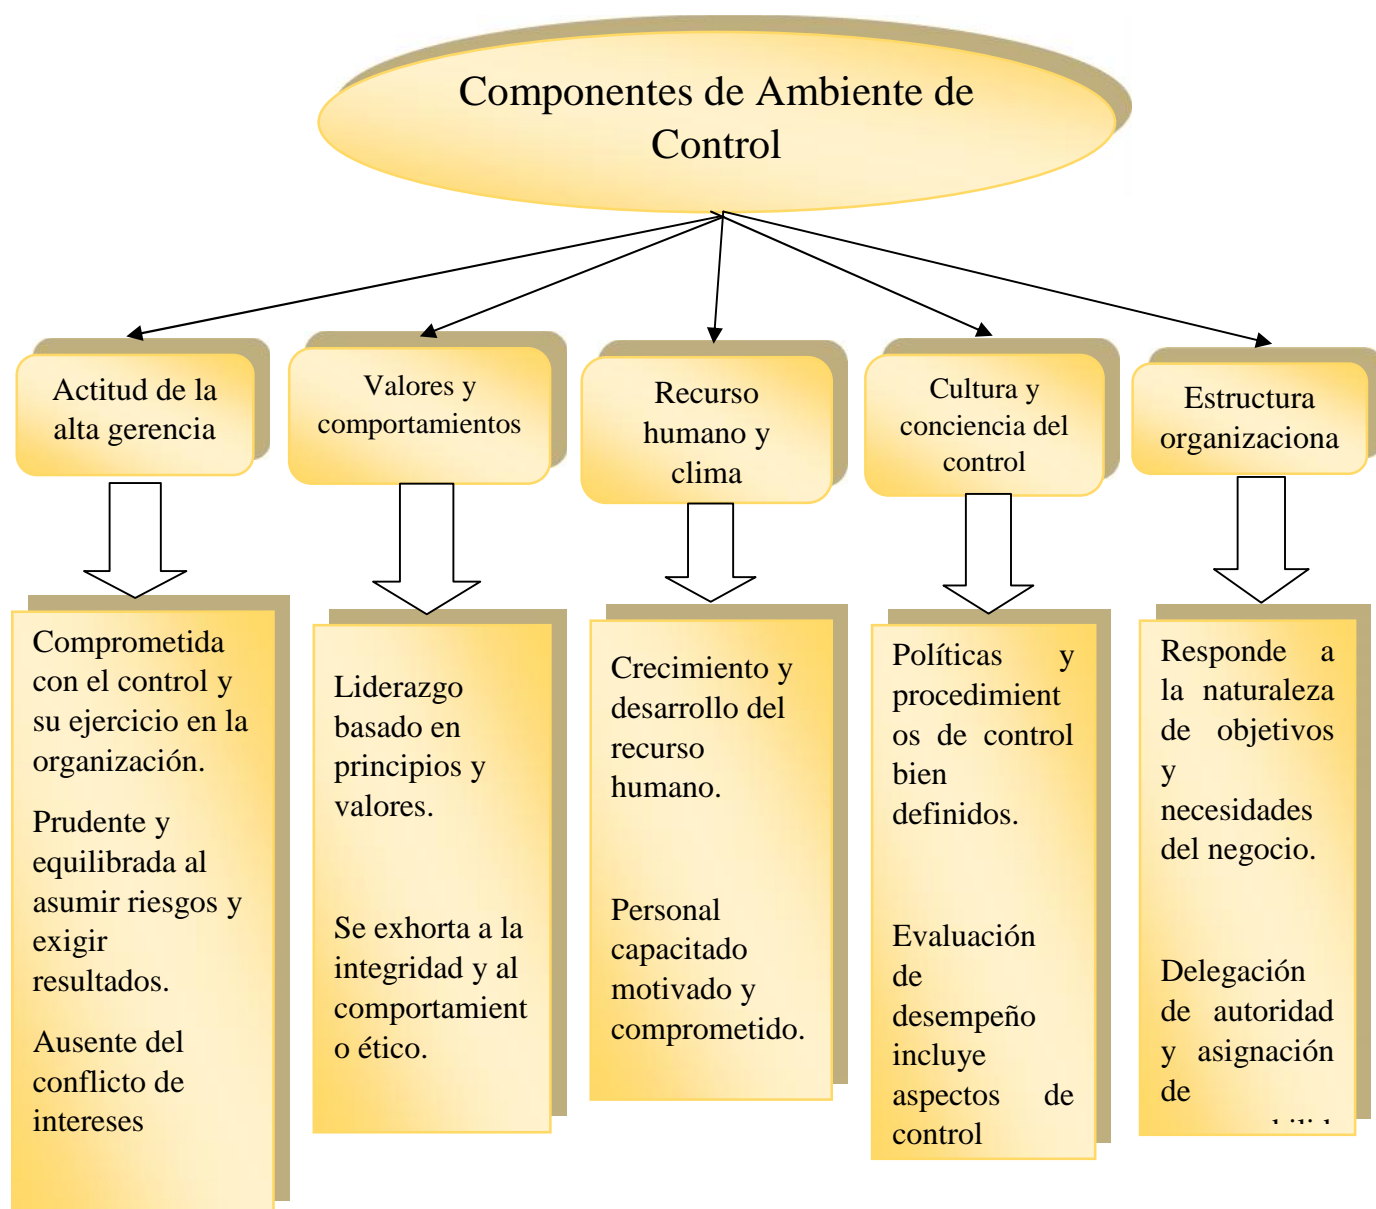 Componentes de Ambiente de
Control
Actitud de la
alta gerencia
Valores y
comportamientos
Recurso
humano y
clima
Cultura y
conciencia del
control
Estructura
organizaciona
Comprometida
con el control y
su ejercicio en la
organización.
Prudente y
equilibrada al
asumir riesgos y
exigir
resultados.
Ausente del
conflicto de
intereses
Liderazgo
basado en
principios y
valores.
Se exhorta a la
integridad y al
comportamient
o ético.
Crecimiento y
desarrollo del
recurso
humano.
Personal
capacitado
motivado y
comprometido.
Políticas y
procedimient
os de control
bien
definidos.
Evaluación
de
desempeño
incluye
aspectos de
control
Responde a
la naturaleza
de objetivos
y
necesidades
del negocio.
Delegación
de autoridad
y asignación
de